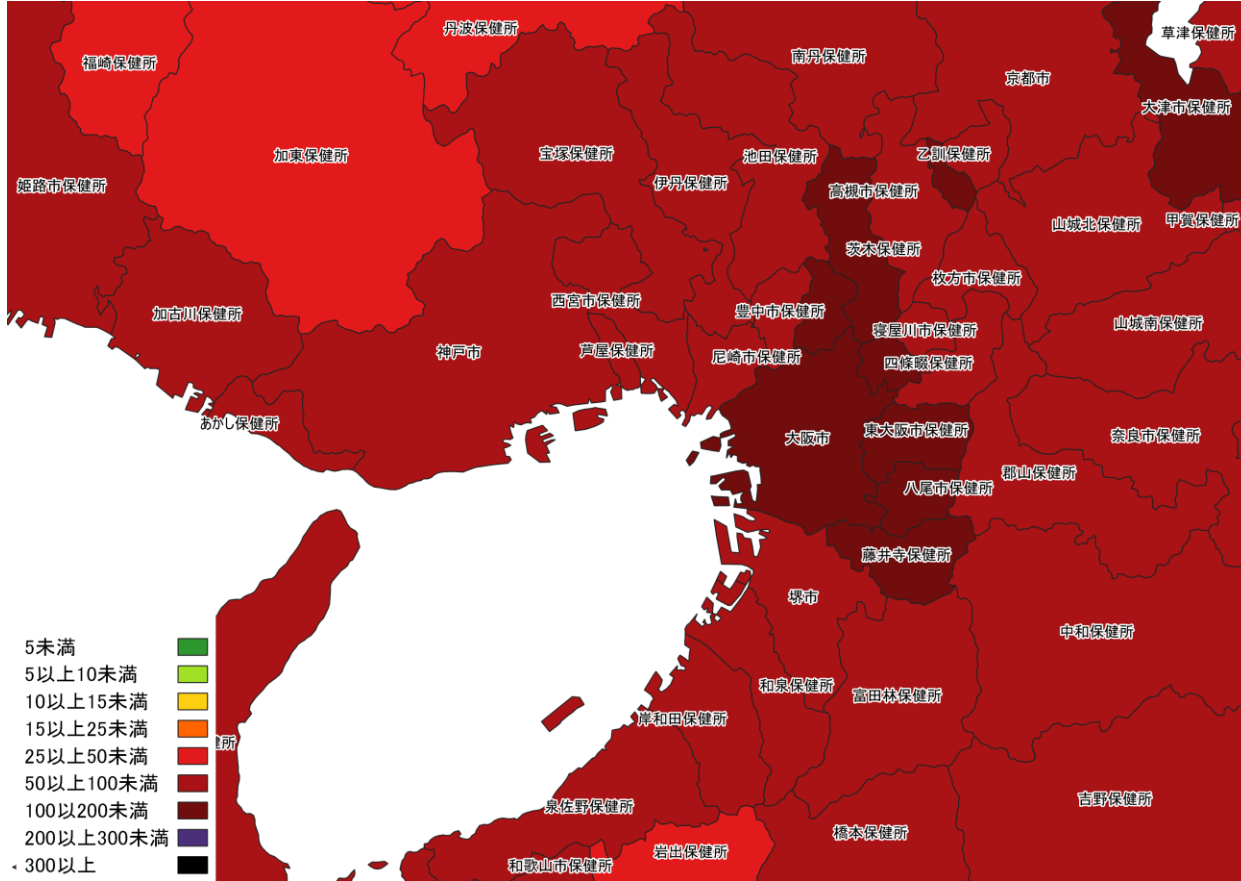 丹波保健所
草津保健所
福崎保健所
南丹保健所
京都市
大津市保健所
加東保健所
宝塚保健所
池田保健所
乙訓保健所
姫路市保健所
伊丹保健所
高槻市保健所
山城北保健所
甲賀保健所
茨木保健所
枚方市保健所
加古川保健所
西宮市保健所
豊中市保健所
寝屋川市保健所
山城南保健所
神戸市
芦屋保健所
尼崎市保健所
四條畷保健所
あかし保健所
大阪市
東大阪市保健所
奈良市保健所
郡山保健所
八尾市保健所
藤井寺保健所
堺市
中和保健所
和泉保健所
富田林保健所
岸和田保健所
健所
泉佐野保健所
吉野保健所
橋本保健所
岩出保健所
和歌山市保健所
5未満
5以上10未満
10以上15未満
15以上25未満
25以上50未満
50以上100未満
100以200未満
200以上300未満
300以上